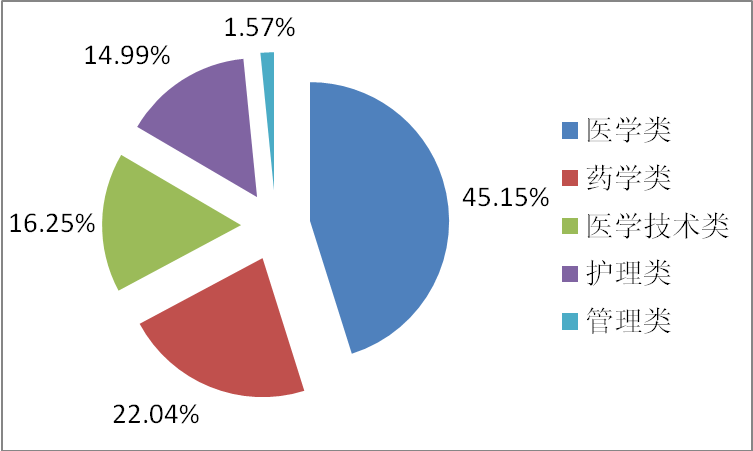 1.57%
14.99%
45.15%
16.25%
22.04%
医学类
药学类
医学技术类
护理类
管理类